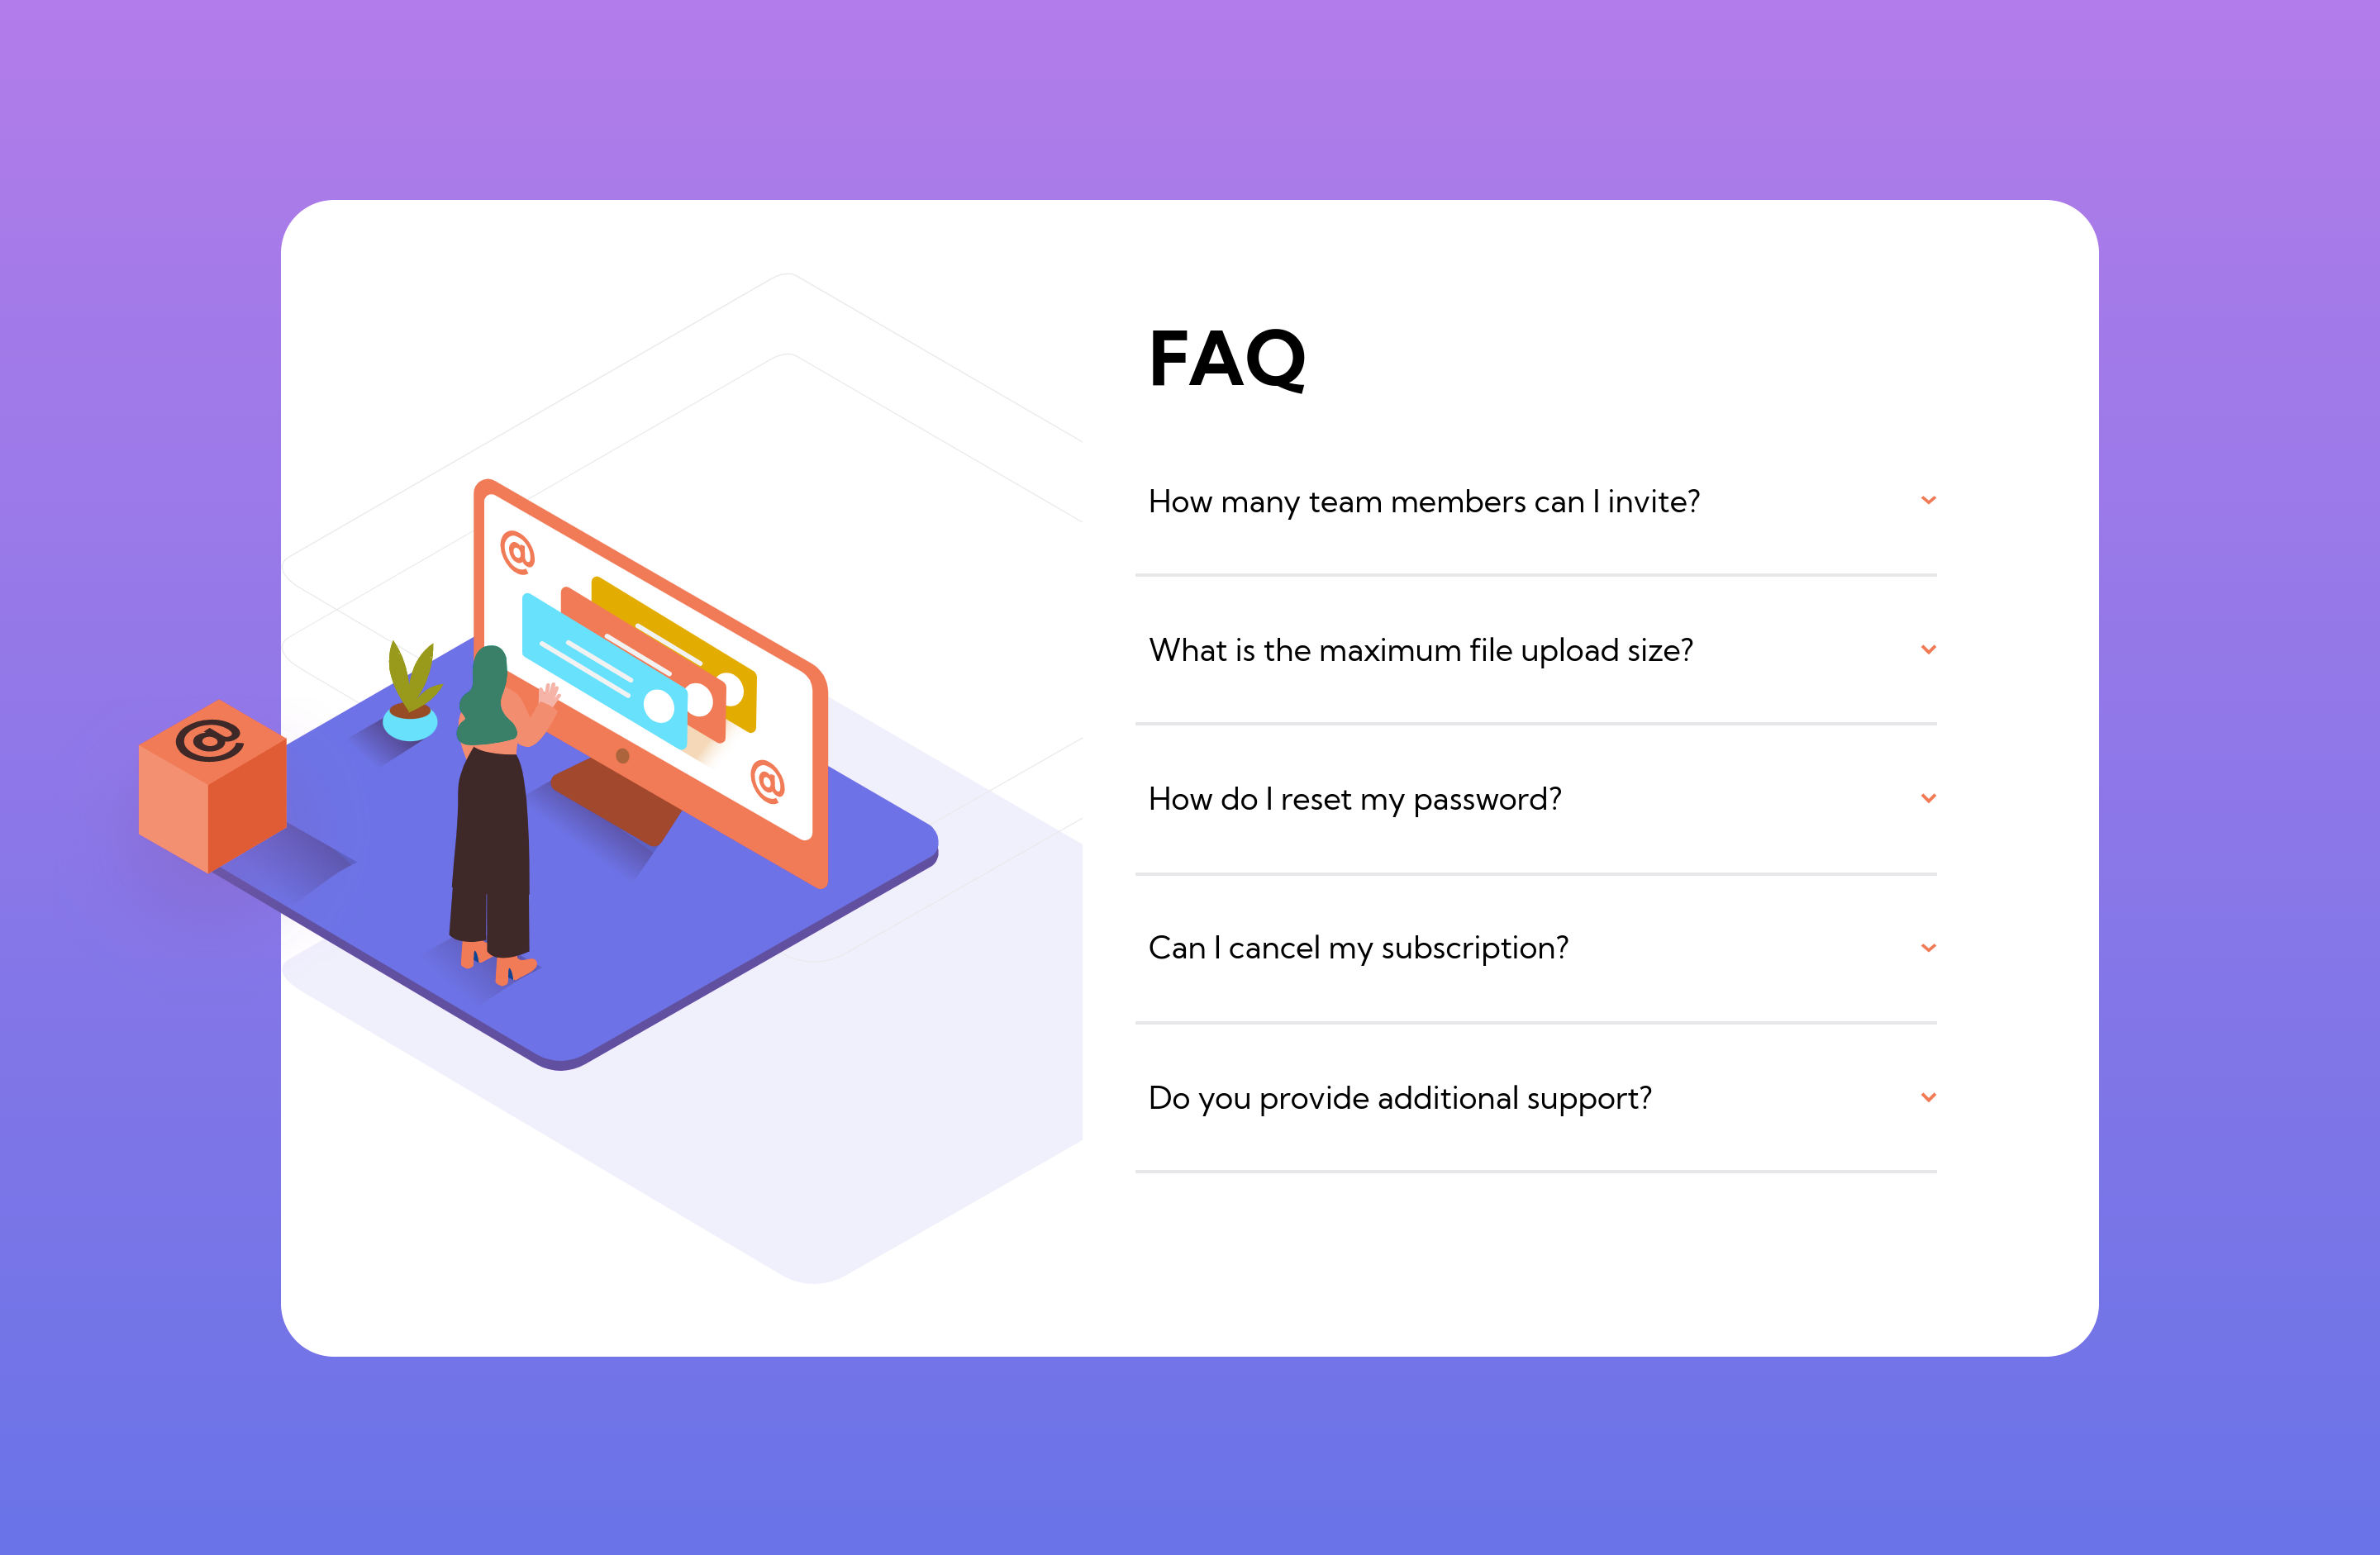 FAQ
How many team members can I invite?
What is the maximum file upload size?
How do I reset my password?
Can I cancel my subscription?
Do you provide additional support?
@
@
@